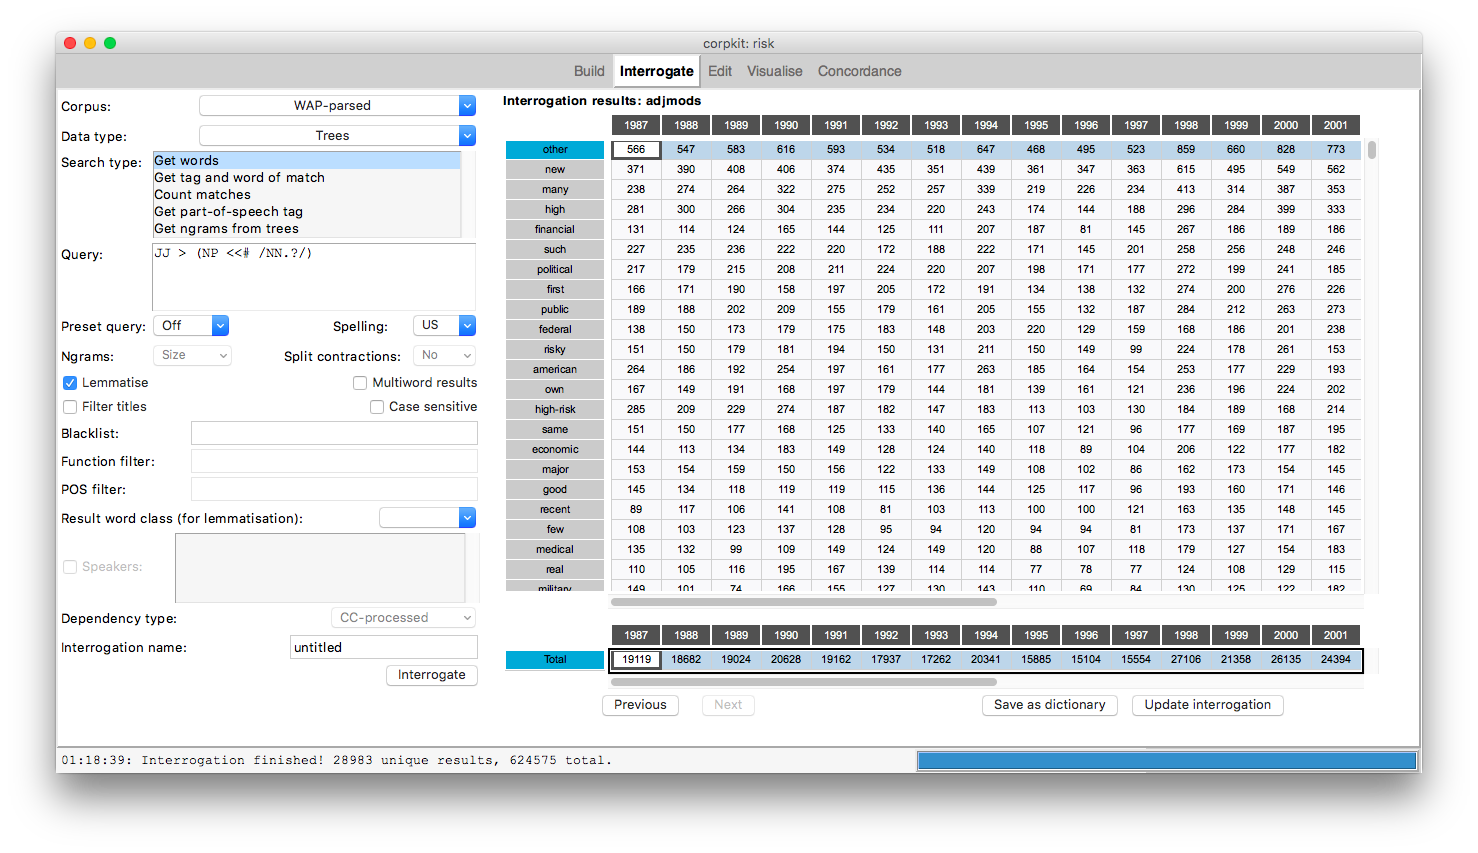 corpkit: risk
Build Interrogate Edit Visualise Concordance
Corpus: WAP-parsed
Data type: Trees
Search type: Get words
Get tag and word of match
Count matches
Get part-of-speech tag
Get ngrams from trees
Query: JJ > (NP <<# /NN.?/)
Preset query: Off Spelling: US
Ngrams: Size Split contractions: No
Lemmatise Multiword results
Filter titles Case sensitive
Blacklist:
Function filter:
POS filter:
Result word class (for lemmatisation):
Speakers:
Dependency type: CC-processed
Interrogation name: untitled
Interrogate
Interrogation results: adjmods
1987 1988 1989 1990 1991 1992 1993 1994 1995 1996 1997 1998 1999 2000 2001
other 566 547 583 616 593 534 518 647 468 495 523 859 660 828 773
new 371 390 408 406 374 435 351 439 361 347 363 615 495 549 562
many 238 274 264 322 275 252 257 339 219 226 234 413 314 387 353
high 281 300 266 304 235 234 220 243 174 144 188 296 284 399 333
financial 131 114 124 165 144 125 111 207 187 81 145 267 186 189 186
such 227 235 236 222 220 172 188 222 171 145 201 258 256 248 246
political 217 179 215 208 211 224 220 207 198 171 177 272 199 241 185
first 166 171 190 158 197 205 172 191 134 138 132 274 200 276 226
public 189 188 202 209 155 179 161 205 155 132 187 284 212 263 273
federal 138 150 173 179 175 183 148 203 220 129 159 168 186 201 238
risky 151 150 179 181 194 150 131 211 150 149 99 224 178 261 153
american 264 186 192 254 197 161 177 263 185 164 154 253 177 229 193
own 167 149 191 168 197 179 144 181 139 161 121 236 196 224 202
high-risk 285 209 229 274 187 182 147 183 113 103 130 184 189 168 214
same 151 150 177 168 125 133 140 165 107 121 96 177 169 187 195
economic 144 113 134 183 149 128 124 140 118 89 104 206 122 177 182
major 153 154 159 150 156 122 133 149 108 102 86 162 173 154 145
good 145 134 118 119 119 115 136 144 125 117 96 193 160 171 146
recent 89 117 106 141 108 81 103 113 100 100 121 163 135 148 145
few 108 103 123 137 128 95 94 120 94 94 81 173 137 171 167
medical 135 132 99 109 149 124 149 120 88 107 118 179 127 154 183
real 110 105 116 195 167 139 114 114 77 78 77 124 108 129 115
military 149 101 74 166 155 127 130 143 110 69 84 130 125 122 182
1987 1988 1989 1990 1991 1992 1993 1994 1995 1996 1997 1998 1999 2000 2001
Total 19119 18682 19024 20628 19162 17937 17262 20341 15885 15104 15554 27106 21358 26135 24394
Previous Next Save as dictionary Update interrogation
01:18:39: Interrogation finished! 28983 unique results, 624575 total.